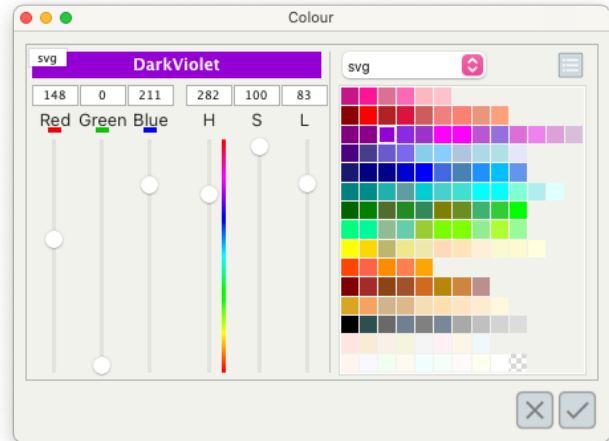 Colour
svg
DarkViolet
svg
148 0 211 282 100 83
Red Green Blue H S L